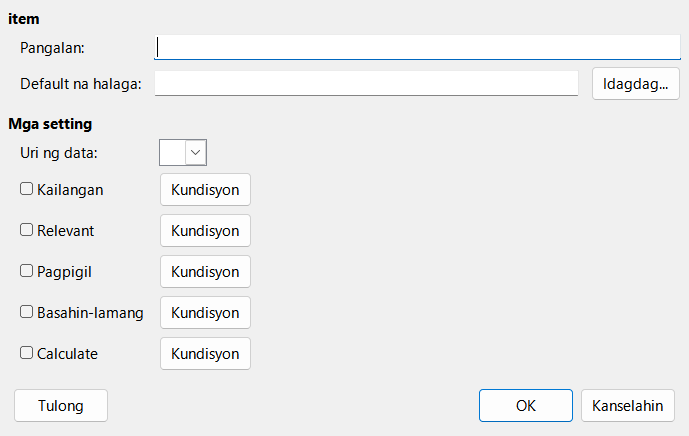 item
Pangalan:
Default na halaga:
Idagdag...
Mga setting
Uri ng data:
Kailangan
Kundisyon
Relevant
Kundisyon
Pagpigil
Kundisyon
Basahin-lamang
Kundisyon
Calculate
Kundisyon
Tulong
OK
Kanselahin